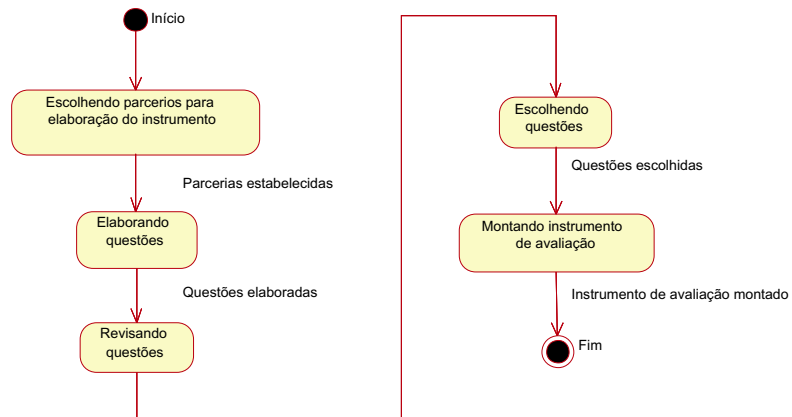 Início
Escolhendo parcerios para
elaboração do instrumento
Parcerias estabelecidas
Elaborando
questões
Questões elaboradas
Revisando
questões
Escolhendo
questões
Questões escolhidas
Montando instrumento
de avaliação
Instrumento de avaliação montado
Fim